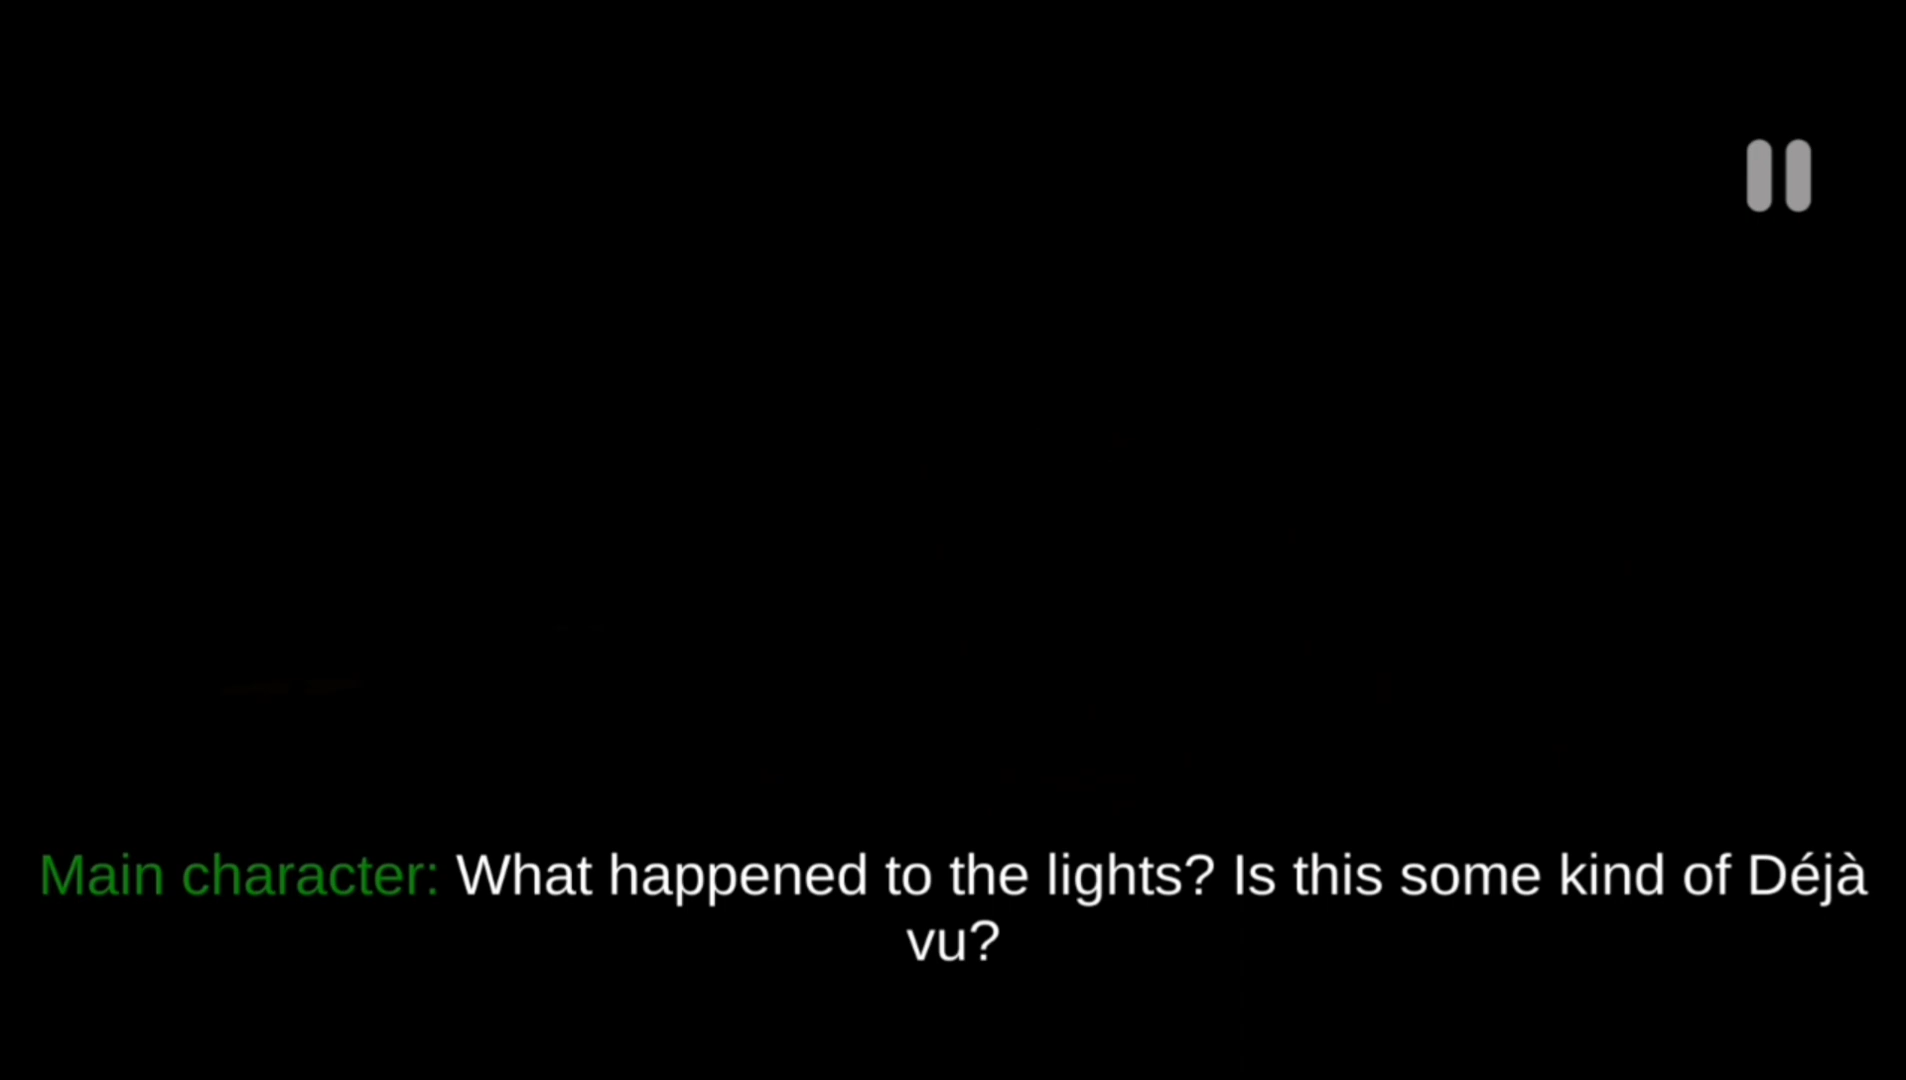 Main character: What happened to the lights? Is this some kind of Déjà
vu?